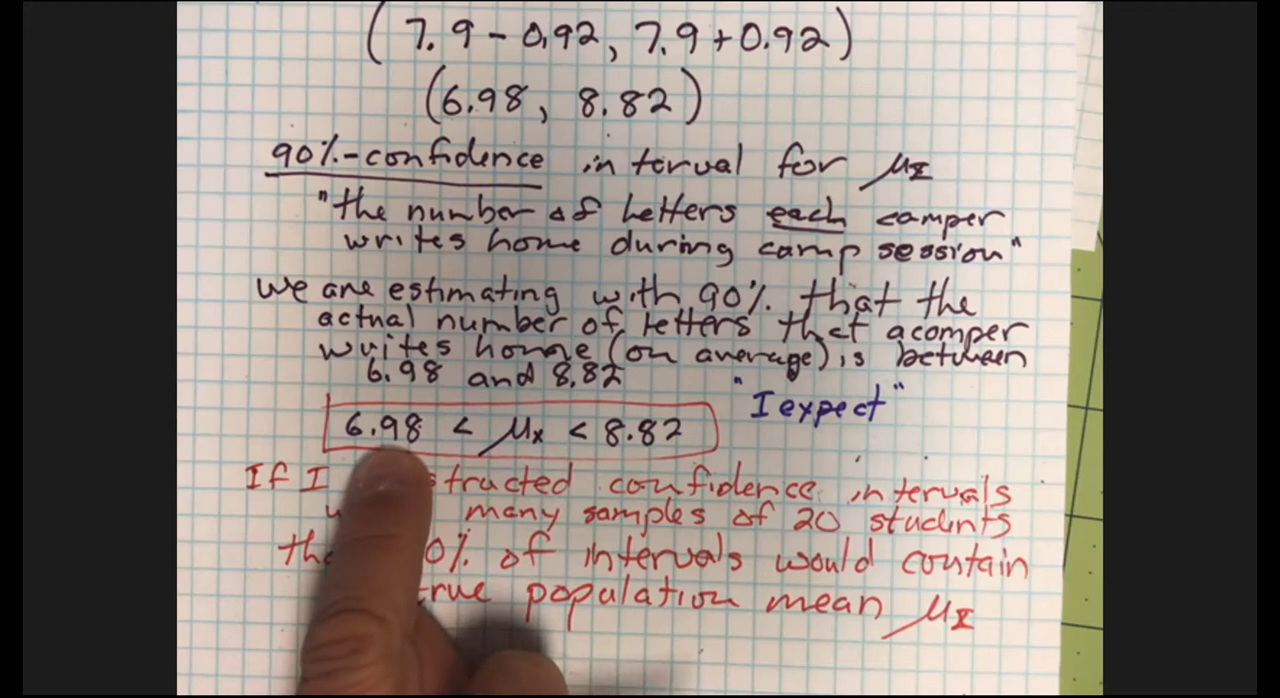 (7.9 - 0.92, 7.9 + 0.92)
(6.98, 8.82)
90%-confidence interval for μx
"the number of letters each camper
writes home during camp session"
we are estimating with 90% that the
actual number of letters that a camper
writes home (on average) is between
6.98 and 8.82
"I expect"
6.98 < μx < 8.82
If I structed confidence intervals
many samples of 20 students
0% of intervals would contain
true population mean μx